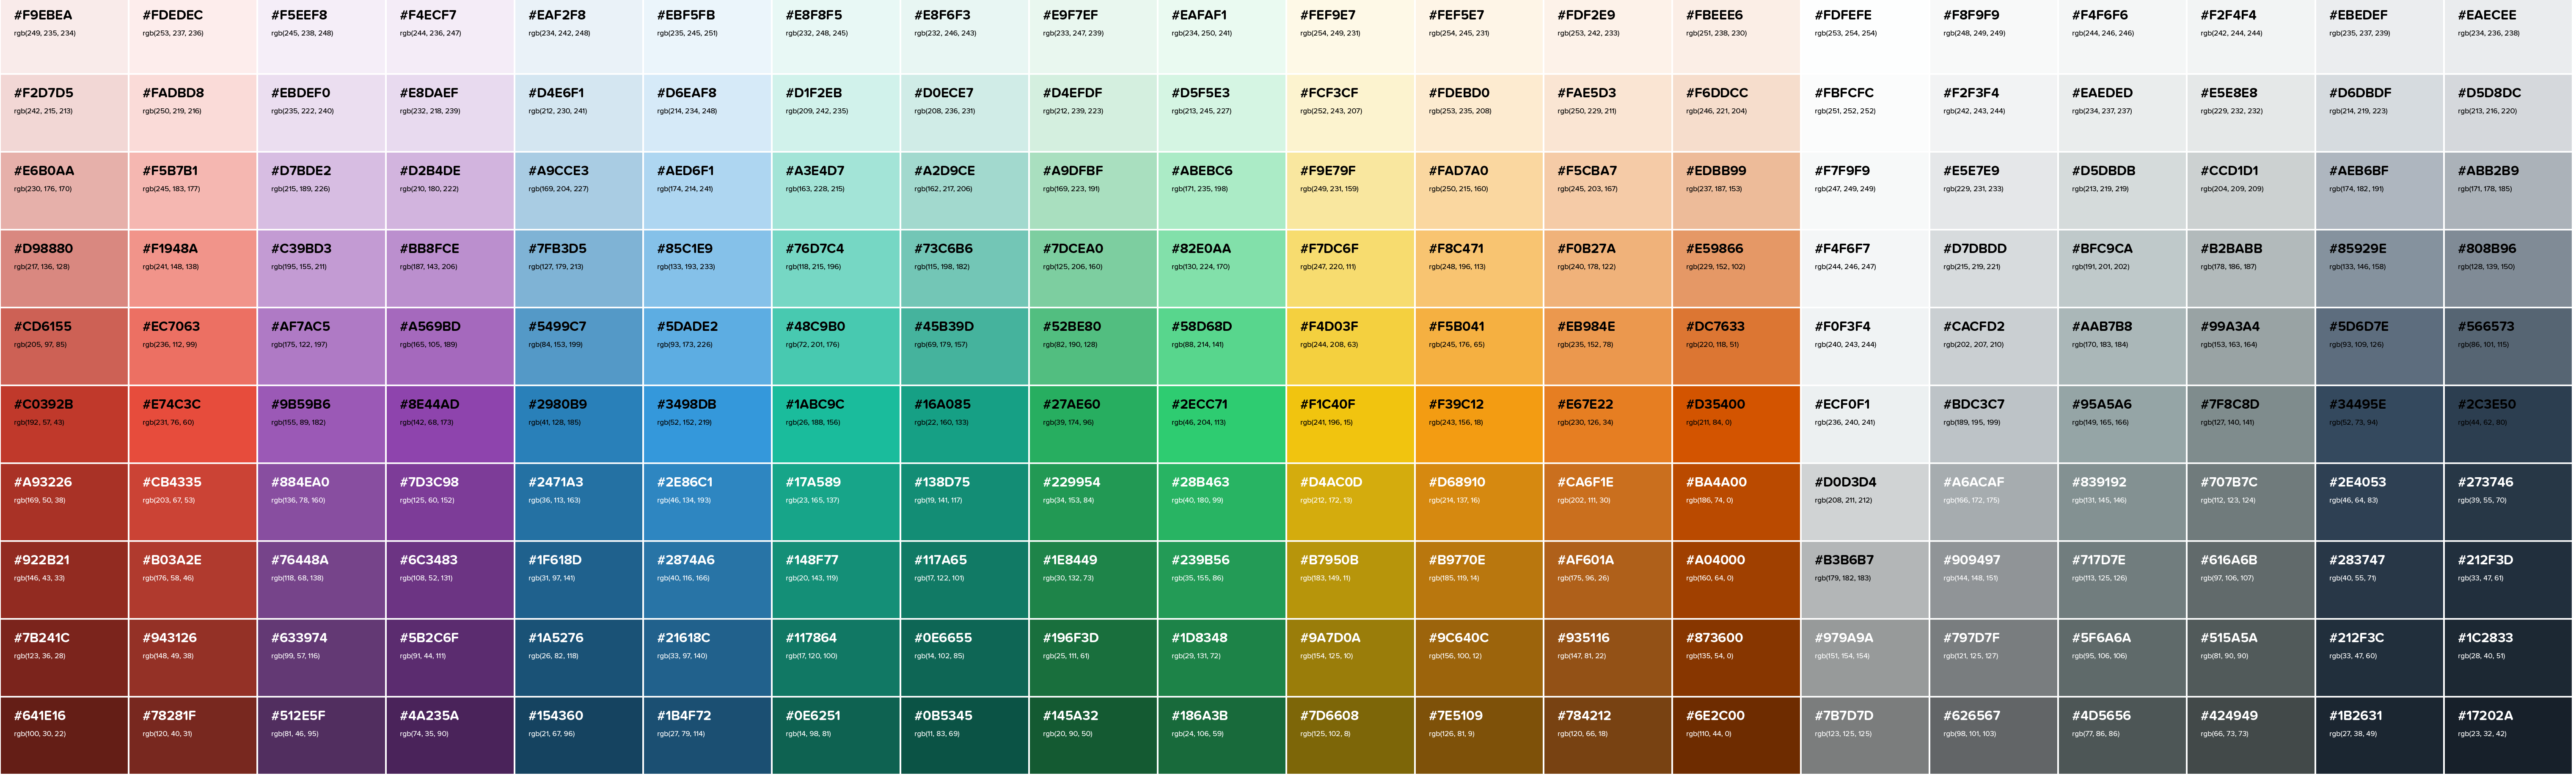 #F9EBEA #FDEDEC #F5EEF8 #F4ECF7 #EAF2F8 #EBF5FB #E8F8F5 #E8F6F3 #E9F7EF #EAFAF1 #FEF9E7 #FEF5E7 #FDF2E9 #FBEEE6 #FDFEFE #F8F9F9 #F4F6F6 #F2F4F4 #EBEDEF #EAECEE
rgb(249, 235, 234) rgb(253, 237, 236) rgb(245, 238, 248) rgb(244, 236, 247) rgb(234, 242, 248) rgb(235, 245, 251) rgb(232, 248, 245) rgb(232, 246, 243) rgb(233, 247, 239) rgb(234, 250, 241) rgb(254, 249, 231) rgb(254, 245, 231) rgb(253, 242, 233) rgb(251, 238, 230) rgb(253, 254, 254) rgb(248, 249, 249) rgb(244, 246, 246) rgb(242, 244, 244) rgb(235, 237, 239) rgb(234, 236, 238)
#F2D7D5 #FADBD8 #EBDEF0 #E8DAEF #D4E6F1 #D6EAF8 #D1F2EB #D0ECE7 #D4EFDF #D5F5E3 #FCF3CF #FDEBD0 #FAE5D3 #F6DDCC #FBFCFC #F2F3F4 #EAEDED #E5E8E8 #D6DBDF #D5D8DC
rgb(242, 215, 213) rgb(250, 219, 216) rgb(235, 222, 240) rgb(232, 218, 239) rgb(212, 230, 241) rgb(214, 234, 248) rgb(209, 242, 235) rgb(208, 236, 231) rgb(212, 239, 223) rgb(213, 245, 227) rgb(252, 243, 207) rgb(253, 235, 208) rgb(250, 229, 211) rgb(246, 221, 204) rgb(251, 252, 252) rgb(242, 243, 244) rgb(234, 237, 237) rgb(229, 232, 232) rgb(214, 219, 223) rgb(213, 216, 220)
#E6B0AA #F5B7B1 #D7BDE2 #D2B4DE #A9CCE3 #AED6F1 #A3E4D7 #A2D9CE #A9DFBF #ABEBC6 #F9E79F #FAD7A0 #F5CBA7 #EDBB99 #F7F9F9 #E5E7E9 #D5DBDB #CCD1D1 #AEB6BF #ABB2B9
rgb(230, 176, 170) rgb(245, 183, 177) rgb(215, 189, 226) rgb(210, 180, 222) rgb(169, 204, 227) rgb(174, 214, 241) rgb(163, 228, 215) rgb(162, 217, 206) rgb(169, 223, 191) rgb(171, 235, 198) rgb(249, 231, 159) rgb(250, 215, 160) rgb(245, 203, 167) rgb(237, 187, 153) rgb(247, 249, 249) rgb(229, 231, 233) rgb(213, 219, 219) rgb(204, 209, 209) rgb(174, 182, 191) rgb(171, 178, 185)
#D98880 #F1948A #C39BD3 #BB8FCE #7FB3D5 #85C1E9 #76D7C4 #73C6B6 #7DCEA0 #82E0AA #F7DC6F #F8C471 #F0B27A #E59866 #F4F6F7 #D7DBDD #BFC9CA #B2BABB #85929E #808B96
rgb(217, 136, 128) rgb(241, 148, 138) rgb(195, 155, 211) rgb(187, 143, 206) rgb(127, 179, 213) rgb(133, 193, 233) rgb(118, 215, 196) rgb(115, 198, 182) rgb(125, 206, 160) rgb(130, 224, 170) rgb(247, 220, 111) rgb(248, 196, 113) rgb(240, 178, 122) rgb(229, 152, 102) rgb(244, 246, 247) rgb(215, 219, 221) rgb(191, 201, 202) rgb(178, 186, 187) rgb(133, 146, 158) rgb(128, 139, 150)
#CD6155 #EC7063 #AF7AC5 #A569BD #5499C7 #5DADE2 #48C9B0 #45B39D #52BE80 #58D68D #F4D03F #F5B041 #EB984E #DC7633 #F0F3F4 #CACFD2 #AAB7B8 #99A3A4 #5D6D7E #566573
rgb(205, 97, 85) rgb(236, 112, 99) rgb(175, 122, 197) rgb(165, 105, 189) rgb(84, 153, 199) rgb(93, 173, 226) rgb(72, 201, 176) rgb(69, 179, 157) rgb(82, 190, 128) rgb(88, 214, 141) rgb(244, 208, 63) rgb(245, 176, 65) rgb(235, 152, 78) rgb(220, 118, 51) rgb(240, 243, 244) rgb(202, 207, 210) rgb(170, 183, 184) rgb(153, 163, 164) rgb(93, 109, 126) rgb(86, 101, 115)
#C0392B #E74C3C #9B59B6 #8E44AD #2980B9 #3498DB #1ABC9C #16A085 #27AE60 #2ECC71 #F1C40F #F39C12 #E67E22 #D35400 #ECF0F1 #BDC3C7 #95A5A6 #7F8C8D #34495E #2C3E50
rgb(192, 57, 43) rgb(231, 76, 60) rgb(155, 89, 182) rgb(142, 68, 173) rgb(41, 128, 185) rgb(52, 152, 219) rgb(26, 188, 156) rgb(22, 160, 133) rgb(39, 174, 96) rgb(46, 204, 113) rgb(241, 196, 15) rgb(243, 156, 18) rgb(230, 126, 34) rgb(211, 84, 0) rgb(236, 240, 241) rgb(189, 195, 199) rgb(149, 165, 166) rgb(127, 140, 141) rgb(52, 73, 94) rgb(44, 62, 80)
#A93226 #CB4335 #884EA0 #7D3C98 #2471A3 #2E86C1 #17A589 #138D75 #229954 #28B463 #D4AC0D #D68910 #CA6F1E #BA4A00 #D0D3D4 #A6ACAF #839192 #707B7C #2E4053 #273746
rgb(169, 50, 38) rgb(203, 67, 53) rgb(136, 78, 160) rgb(125, 60, 152) rgb(36, 113, 163) rgb(46, 134, 193) rgb(23, 165, 137) rgb(19, 141, 117) rgb(34, 153, 84) rgb(40, 180, 99) rgb(212, 172, 13) rgb(214, 137, 16) rgb(202, 111, 30) rgb(186, 74, 0) rgb(208, 211, 212) rgb(166, 172, 175) rgb(131, 145, 146) rgb(112, 123, 124) rgb(46, 64, 83) rgb(39, 55, 70)
#922B21 #B03A2E #76448A #6C3483 #1F618D #2874A6 #148F77 #117A65 #1E8449 #239B56 #B7950B #B9770E #AF601A #A04000 #B3B6B7 #909497 #717D7E #616A6B #283747 #212F3D
rgb(146, 43, 33) rgb(176, 58, 46) rgb(118, 68, 138) rgb(108, 52, 131) rgb(31, 97, 141) rgb(40, 116, 166) rgb(20, 143, 119) rgb(17, 122, 101) rgb(30, 132, 73) rgb(35, 155, 86) rgb(183, 149, 11) rgb(185, 119, 14) rgb(175, 96, 26) rgb(160, 64, 0) rgb(179, 182, 183) rgb(144, 148, 151) rgb(113, 125, 126) rgb(97, 106, 107) rgb(40, 55, 71) rgb(33, 47, 61)
#7B241C #943126 #633974 #5B2C6F #1A5276 #21618C #117864 #0E6655 #196F3D #1D8348 #9A7D0A #9C640C #935116 #873600 #979A9A #797D7F #5F6A6A #515A5A #212F3C #1C2833
rgb(123, 36, 28) rgb(148, 49, 38) rgb(99, 57, 116) rgb(91, 44, 111) rgb(26, 82, 118) rgb(33, 97, 140) rgb(17, 120, 100) rgb(14, 102, 85) rgb(25, 111, 61) rgb(29, 131, 72) rgb(154, 125, 10) rgb(156, 100, 12) rgb(147, 81, 22) rgb(135, 54, 0) rgb(151, 154, 154) rgb(121, 125, 127) rgb(95, 106, 106) rgb(81, 90, 90) rgb(33, 47, 60) rgb(28, 40, 51)
#641E16 #78281F #512E5F #4A235A #154360 #1B4F72 #0E6251 #0B5345 #145A32 #186A3B #7D6608 #7E5109 #784212 #6E2C00 #7B7D7D #626567 #4D5656 #424949 #1B2631 #17202A
rgb(100, 30, 22) rgb(120, 40, 31) rgb(81, 46, 95) rgb(74, 35, 90) rgb(21, 67, 96) rgb(27, 79, 114) rgb(14, 98, 81) rgb(11, 83, 69) rgb(20, 90, 50) rgb(24, 106, 59) rgb(125, 102, 8) rgb(126, 81, 9) rgb(120, 66, 18) rgb(110, 44, 0) rgb(123, 125, 125) rgb(98, 101, 103) rgb(77, 86, 86) rgb(66, 73, 73) rgb(27, 38, 49) rgb(23, 32, 42)